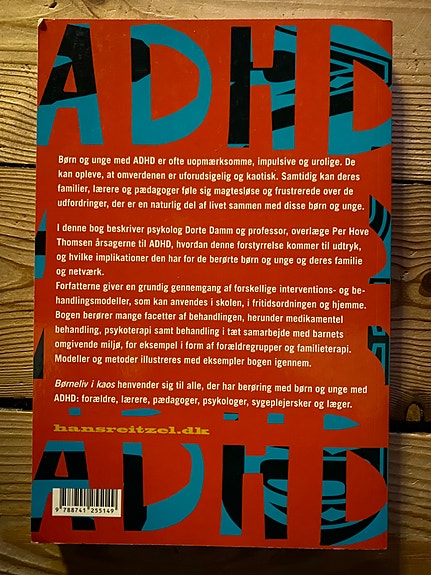 ADHD
Børn og unge med ADHD er ofte uopmærksomme, impulsive og urolige. De
kan opleve, at omverdenen er uforudsigelig og kaotisk. Samtidig kan deres
familier, lærere og pædagoger føle sig magtesløse og frustrerede over de
udfordringer, der er en naturlig del af livet sammen med disse børn og unge.
I denne bog beskriver psykolog Dorte Damm og professor, overlæge Per Hove
Thomsen årsagerne til ADHD, hvordan denne forstyrrelse kommer til udtryk,
og hvilke implikationer den har for de berørte børn og unge og deres familie
og netværk.
Forfatterne giver en grundig gennemgang af forskellige interventions- og be-
handlingsmodeller, som kan anvendes i skolen, i fritidsordningen og hjemme.
Bogen berører mange facetter af behandlingen, herunder medikamentel
behandling, psykoterapi samt behandling i tæt samarbejde med barnets
omgivende miljø, for eksempel i form af forældregrupper og familieterapi.
Modeller og metoder illustreres med eksempler bogen igennem.
Børneliv i kaos henvender sig til alle, der har berøring med børn og unge med
ADHD: forældre, lærere, pædagoger, psykologer, sygeplejersker og læger.
hansreitzel.dk
ADHD
9 788741 255149